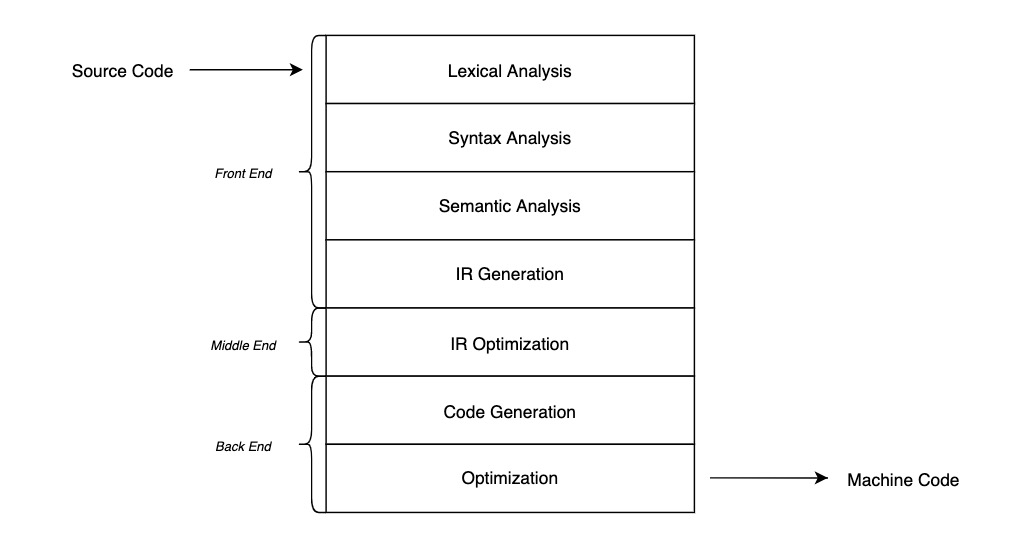 Source Code
Lexical Analysis
Syntax Analysis
Front End
Semantic Analysis
IR Generation
Middle End
IR Optimization
Code Generation
Back End
Optimization
Machine Code